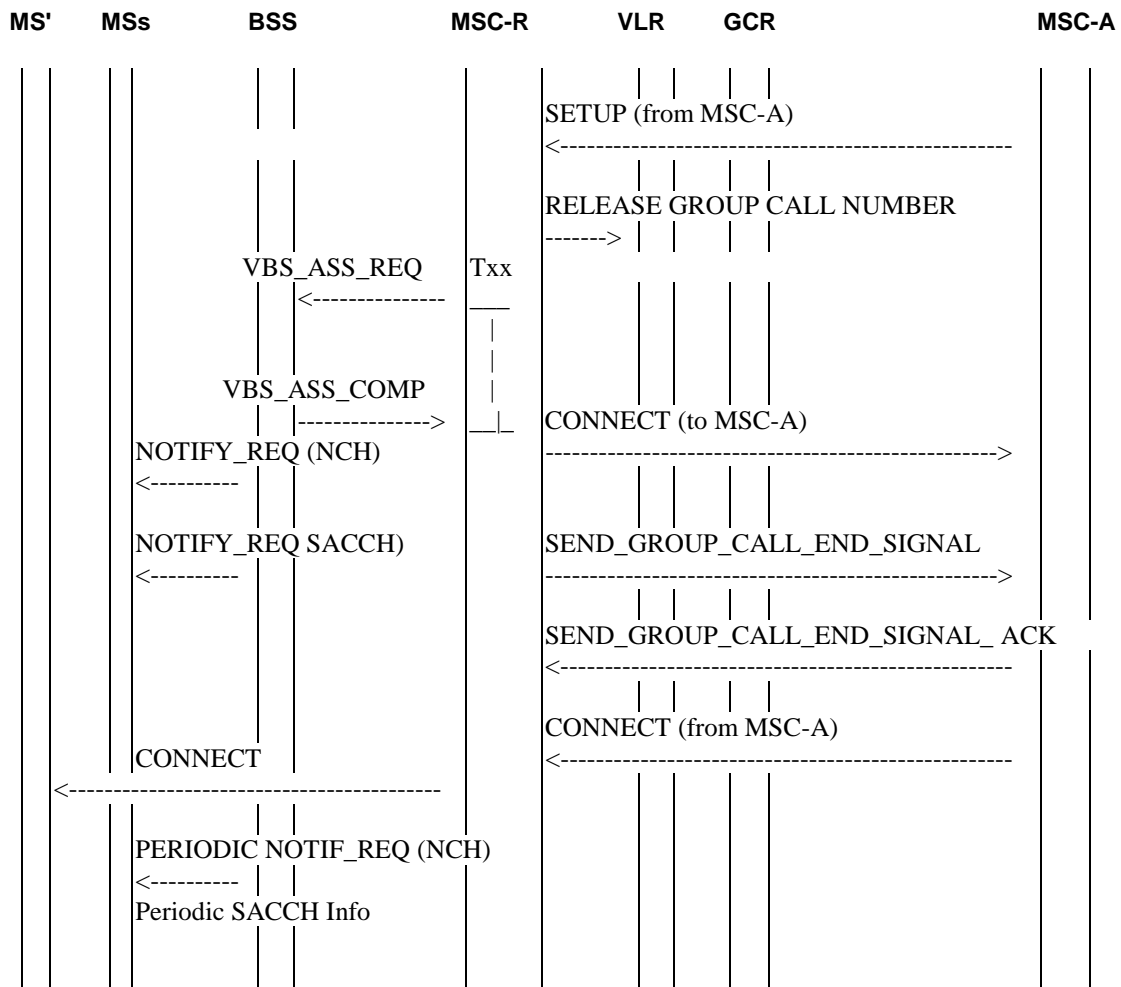 MS' MSs BSS MSC-R VLR GCR MSC-A
SETUP (from MSC-A)
RELEASE GROUP CALL NUMBER
VBS_ASS_REQ Txx
VBS_ASS_COMP
CONNECT (to MSC-A)
NOTIFY_REQ (NCH)
NOTIFY_REQ SACCH) SEND_GROUP_CALL_END_SIGNAL
SEND_GROUP_CALL_END_SIGNAL_ ACK
CONNECT (from MSC-A)
CONNECT
PERIODIC NOTIF_REQ (NCH)
Periodic SACCH Info